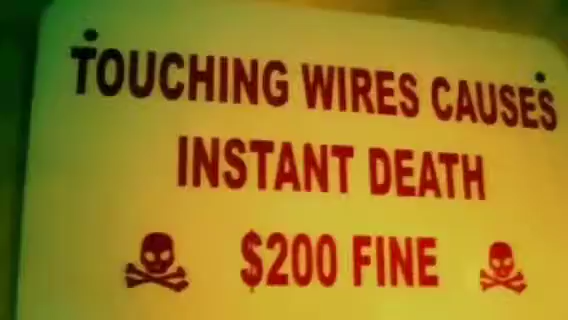 TOUCHING WIRES CAUSES
INSTANT DEATH
$200 FINE